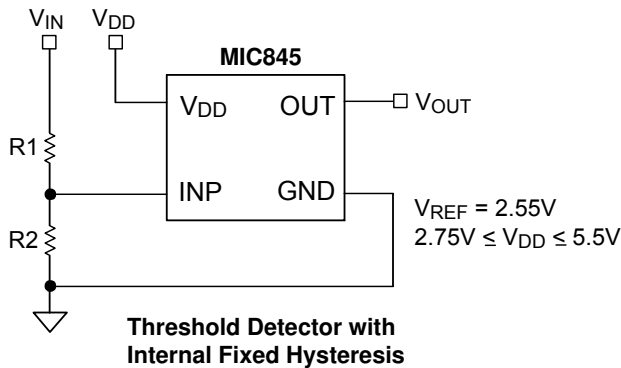 VIN VDD
MIC845
VDD OUT VOUT
R1
INP GND
VREF = 2.55V
R2 2.75V ≤ VDD ≤ 5.5V
Threshold Detector with
Internal Fixed Hysteresis